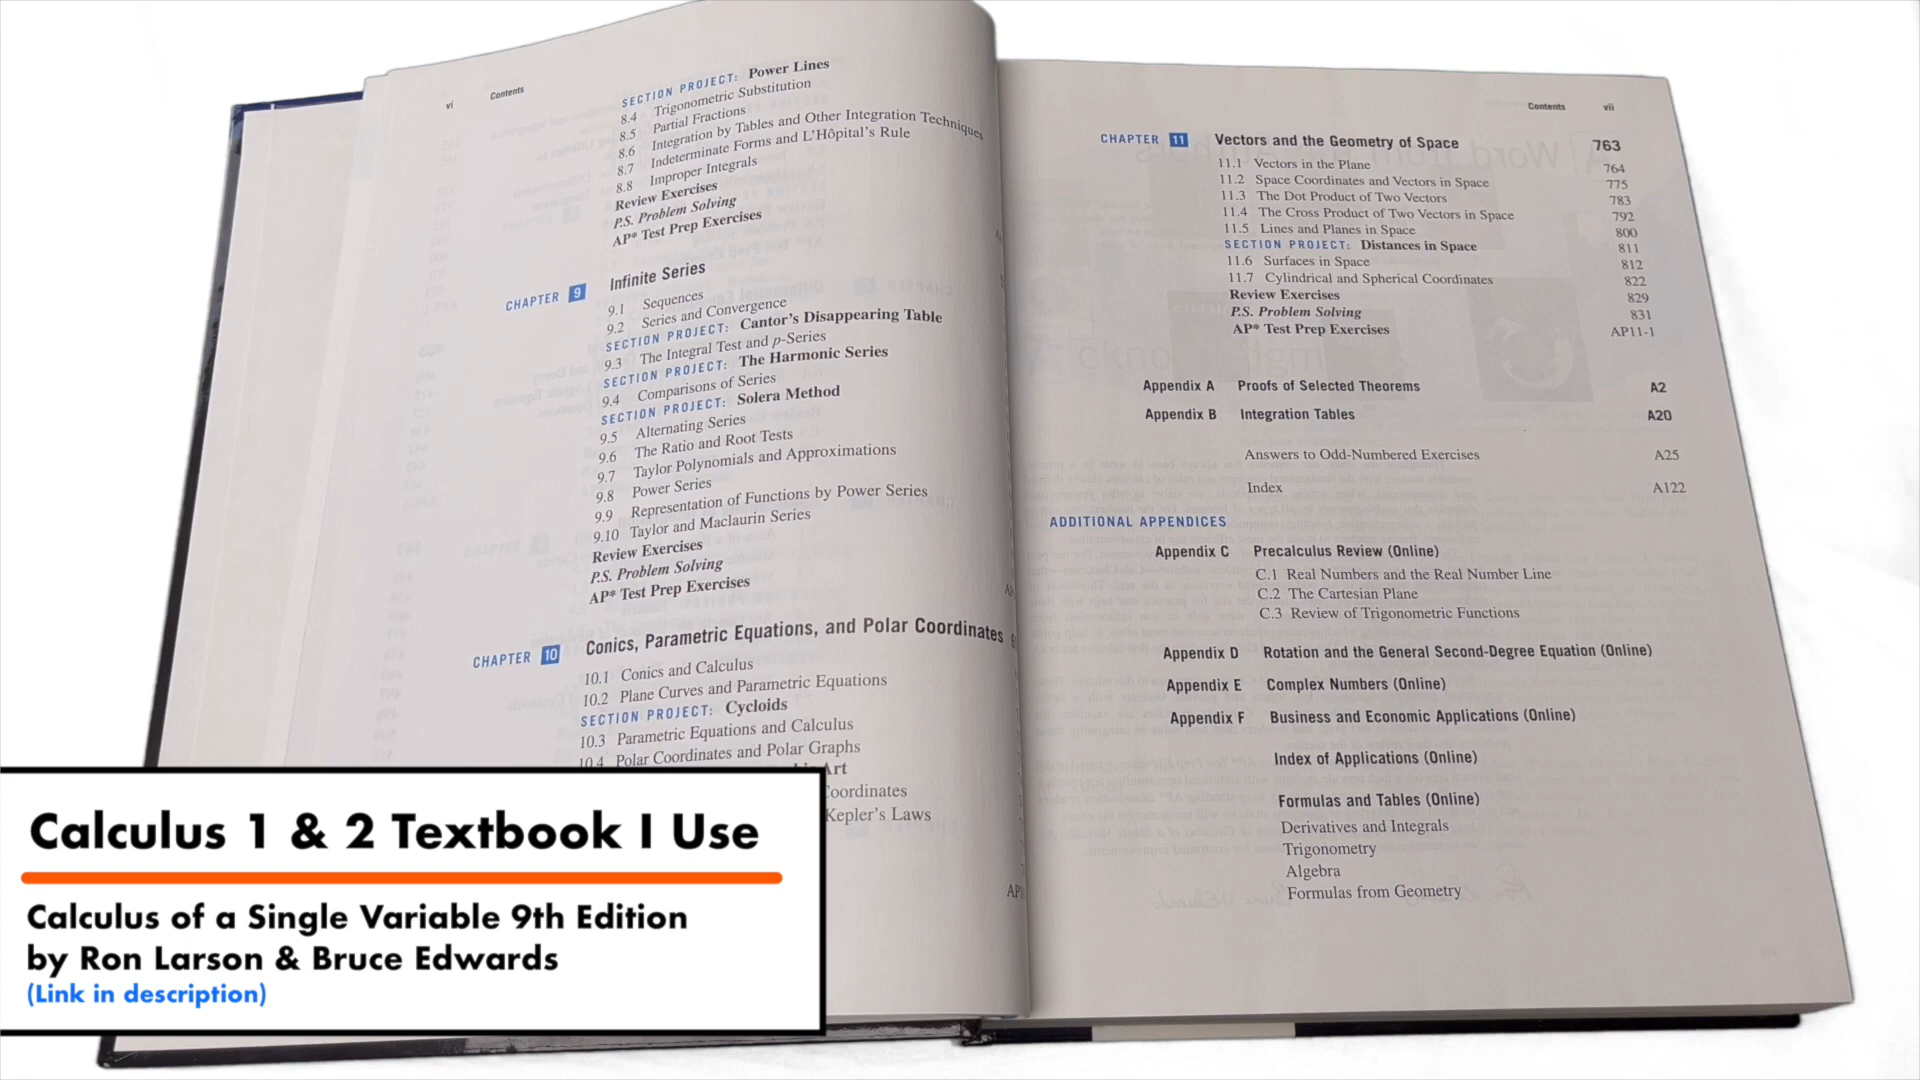 vi Contents
SECTION PROJECT: Power Lines
8.4 Trigonometric Substitution
8.5 Partial Fractions
8.6 Integration by Tables and Other Integration Techniques
8.7 Indeterminate Forms and L'Hôpital's Rule
8.8 Improper Integrals
Review Exercises
P.S. Problem Solving
AP* Test Prep Exercises
CHAPTER 9 Infinite Series
9.1 Sequences
9.2 Series and Convergence
SECTION PROJECT: Cantor's Disappearing Table
9.3 The Integral Test and p-Series
SECTION PROJECT: The Harmonic Series
9.4 Comparisons of Series
SECTION PROJECT: Solera Method
9.5 Alternating Series
9.6 The Ratio and Root Tests
9.7 Taylor Polynomials and Approximations
9.8 Power Series
9.9 Representation of Functions by Power Series
9.10 Taylor and Maclaurin Series
Review Exercises
P.S. Problem Solving
AP* Test Prep Exercises
CHAPTER 10 Conics, Parametric Equations, and Polar Coordinates
10.1 Conics and Calculus
10.2 Plane Curves and Parametric Equations
SECTION PROJECT: Cycloids
10.3 Parametric Equations and Calculus
10.4 Polar Coordinates and Polar Graphs
Art
Coordinates
Kepler's Laws
Contents vii
CHAPTER 11 Vectors and the Geometry of Space 763
11.1 Vectors in the Plane 764
11.2 Space Coordinates and Vectors in Space 775
11.3 The Dot Product of Two Vectors 783
11.4 The Cross Product of Two Vectors in Space 792
11.5 Lines and Planes in Space 800
SECTION PROJECT: Distances in Space 811
11.6 Surfaces in Space 812
11.7 Cylindrical and Spherical Coordinates 822
Review Exercises 829
P.S. Problem Solving 831
AP* Test Prep Exercises AP11-1
Appendix A Proofs of Selected Theorems A2
Appendix B Integration Tables A20
Answers to Odd-Numbered Exercises A25
Index A122
ADDITIONAL APPENDICES
Appendix C Precalculus Review (Online)
C.1 Real Numbers and the Real Number Line
C.2 The Cartesian Plane
C.3 Review of Trigonometric Functions
Appendix D Rotation and the General Second-Degree Equation (Online)
Appendix E Complex Numbers (Online)
Appendix F Business and Economic Applications (Online)
Index of Applications (Online)
Formulas and Tables (Online)
Derivatives and Integrals
Trigonometry
Algebra
Formulas from Geometry
Calculus 1 & 2 Textbook I Use
Calculus of a Single Variable 9th Edition
by Ron Larson & Bruce Edwards
(Link in description)